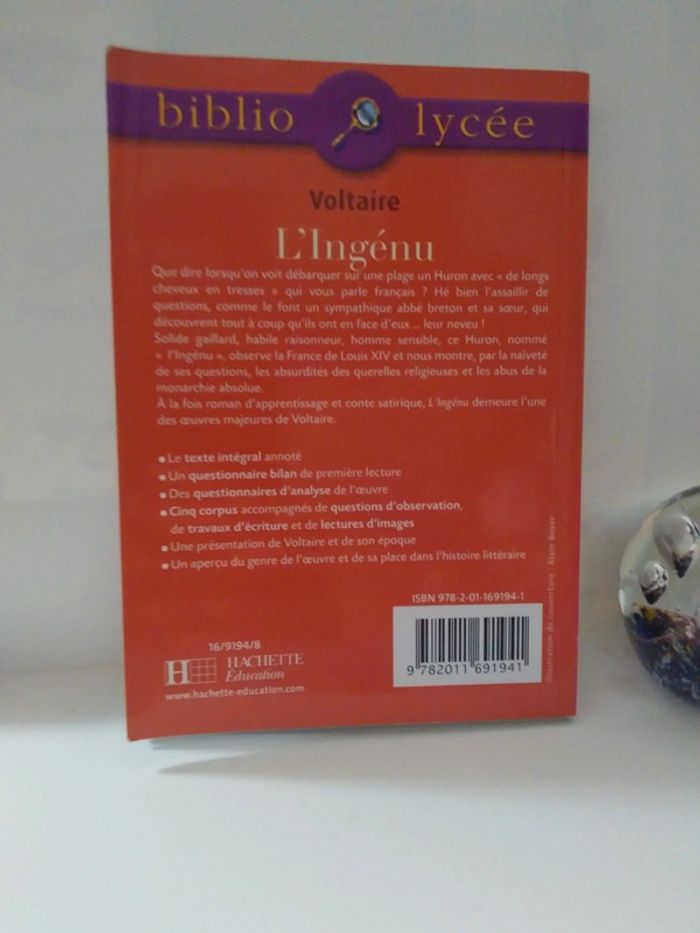 biblio lycée
Voltaire
L'Ingénu
Que dire lorsqu'on voit débarquer sur une plage un Huron avec « de longs
cheveux en tresses » qui vous parle français ? Hé bien l'assaillir de
questions, comme le font un sympathique abbé breton et sa sœur, qui
découvrent tout à coup qu'ils ont en face d'eux ... leur neveu !
Solide gaillard, habile raisonneur, homme sensible, ce Huron, nommé
« l'Ingénu », observe la France de Louis XIV et nous montre, par la naïveté
de ses questions, les absurdités des querelles religieuses et les abus de la
monarchie absolue.
À la fois roman d'apprentissage et conte satirique, L'Ingénu demeure l'une
des œuvres majeures de Voltaire.
• Le texte intégral annoté
• Un questionnaire bilan de première lecture
• Des questionnaires d'analyse de l'œuvre
• Cinq corpus accompagnés de questions d'observation,
de travaux d'écriture et de lectures d'images
• Une présentation de Voltaire et de son époque
• Un aperçu du genre de l'œuvre et de sa place dans l'histoire littéraire
Illustration de couverture : Alain Boyer
ISBN 978-2-01-169194-1
9 782011 691941
16/9194/8
H HACHETTE
Éducation
www.hachette-education.com